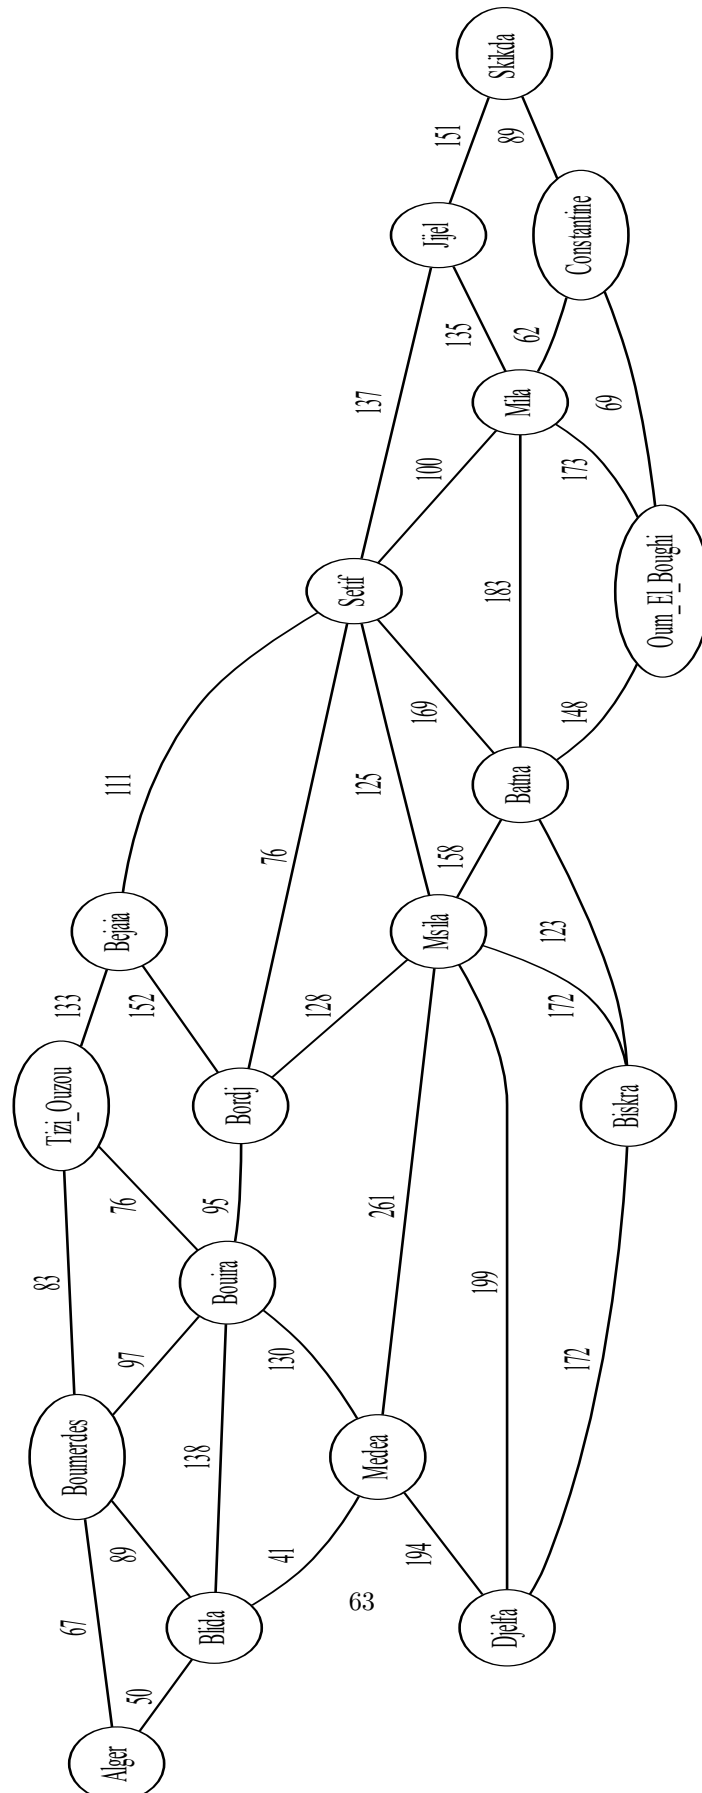 Skikda
151
89
Jijel
Constantine
135
62
137
Mila
69
100
173
Setif
183
Oum_El_Boughi
169
148
111
125
Batna
76
158
Bejaia
Msila
123
133
152
128
172
Tizi_Ouzou
Bordj
Biskra
76
95
261
83
Bouira
199
97
130
172
Boumerdes
138
Medea
89
41
194
63
67
Blida
Djelfa
50
Alger